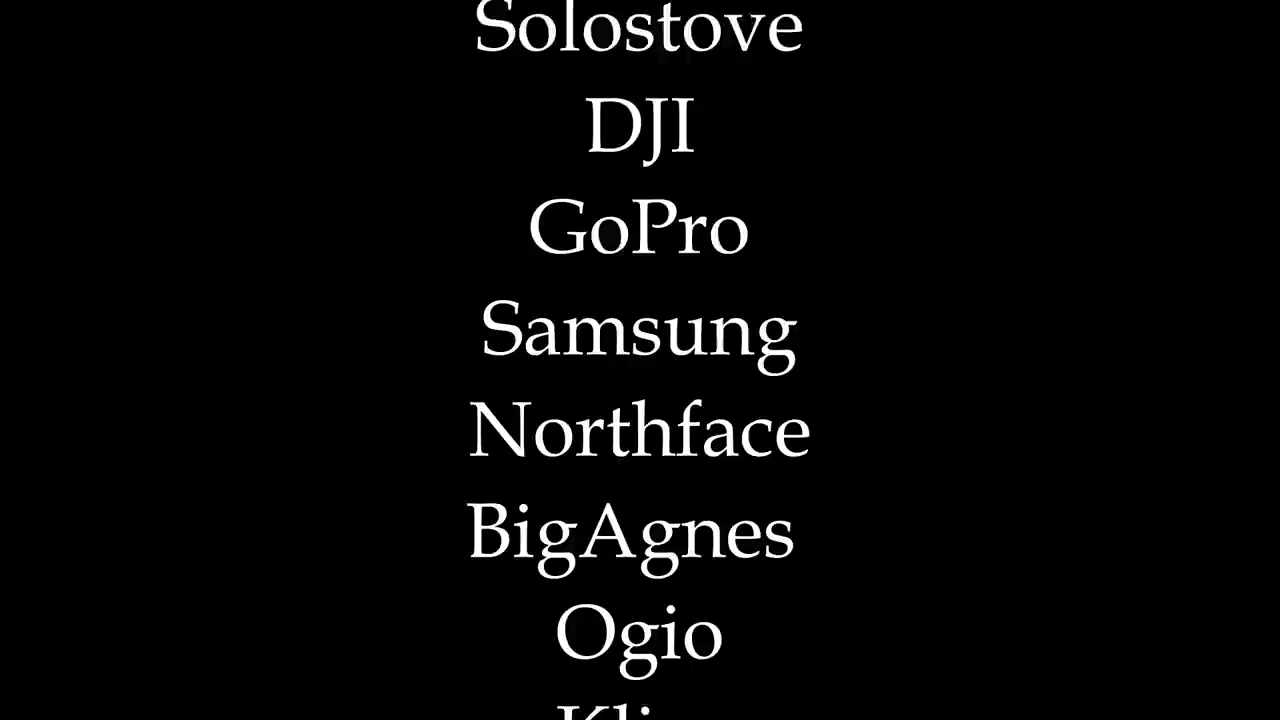 Solostove
DJI
GoPro
Samsung
Northface
BigAgnes
Ogio